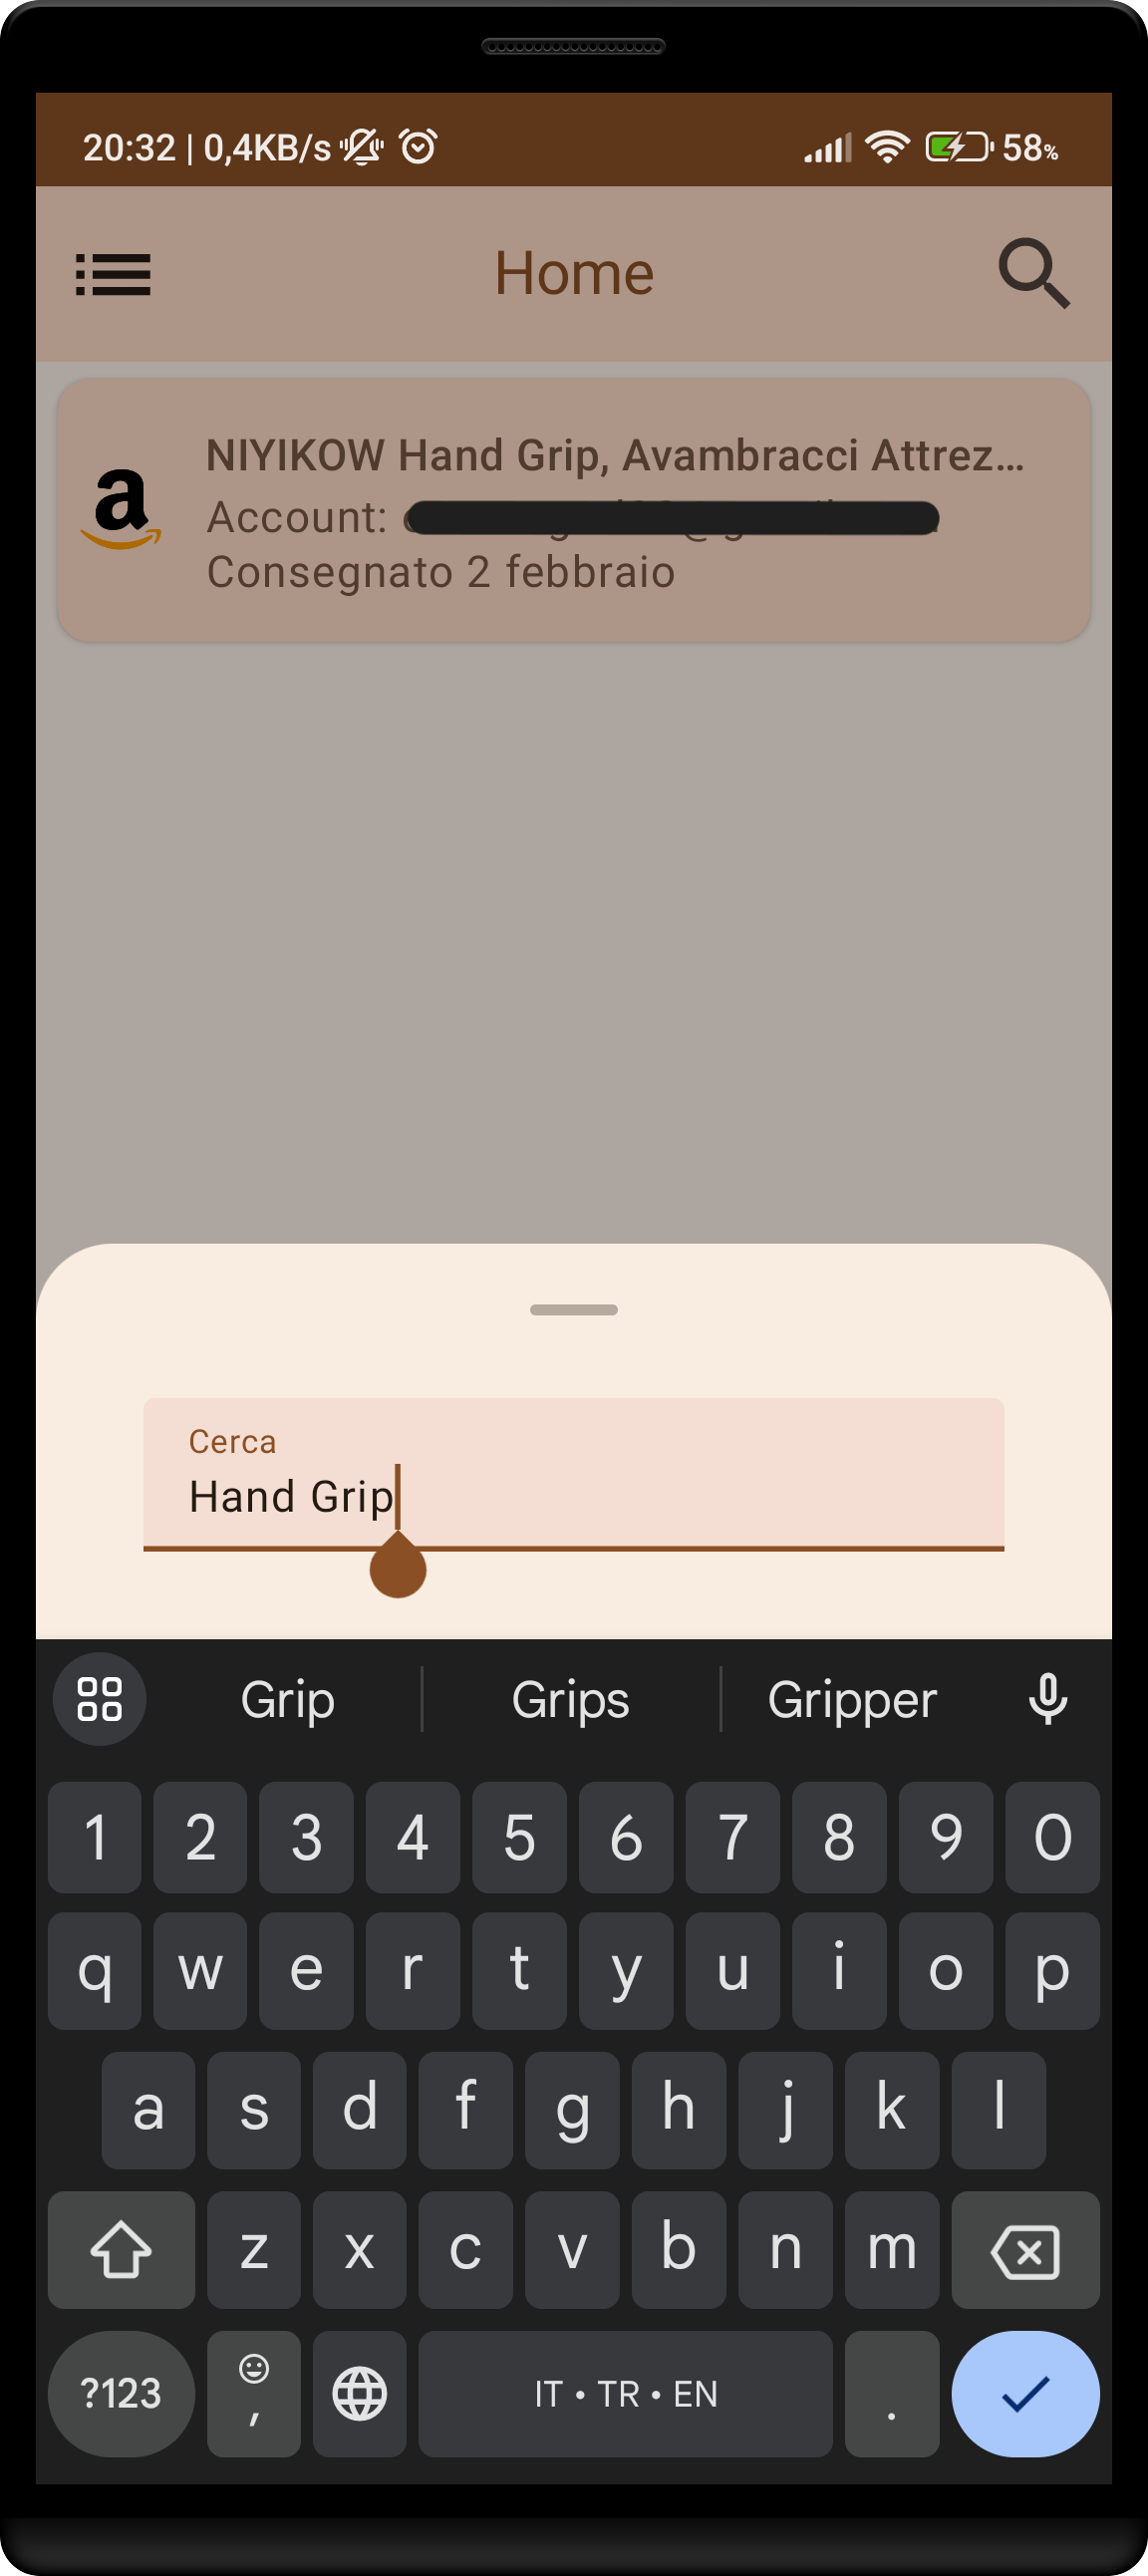 20:32 | 0,4KB/s 58%
Home
NIYIKOW Hand Grip, Avambracci Attrez...
Account:
Consegnato 2 febbraio
Cerca
Hand Grip
Grip Grips Gripper
1 2 3 4 5 6 7 8 9 0
q w e r t y u i o p
a s d f g h j k l
z x c v b n m
?123 , IT • TR • EN .